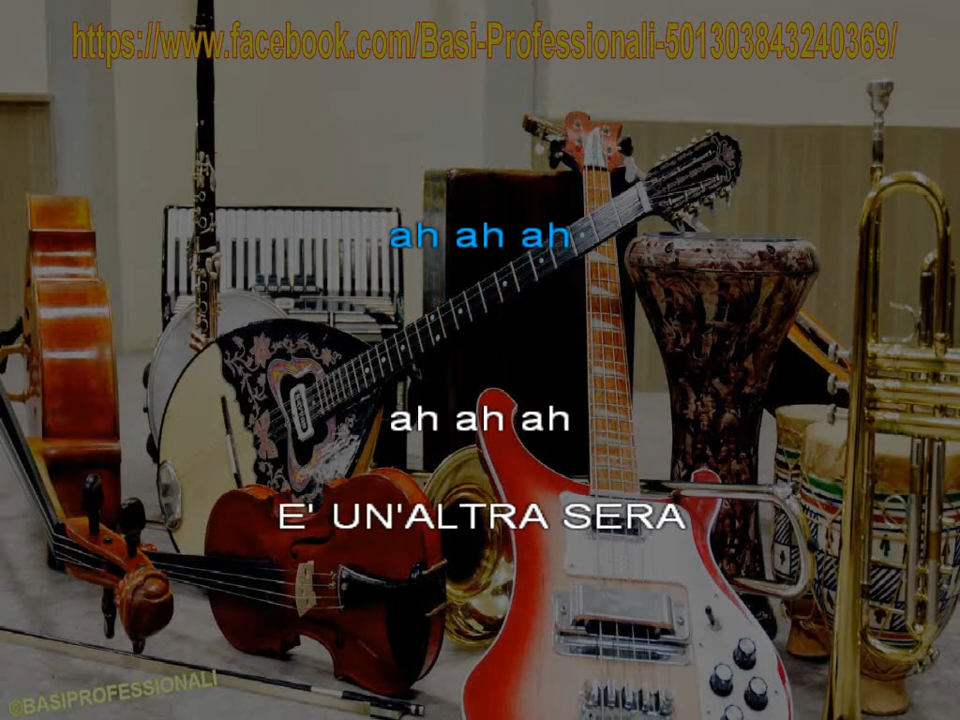 https://www.facebook.com/Basi-Professionali-501303843240369/
ah ah ah
ah ah ah
E' UN'ALTRA SERA
©BASIPROFESSIONALI